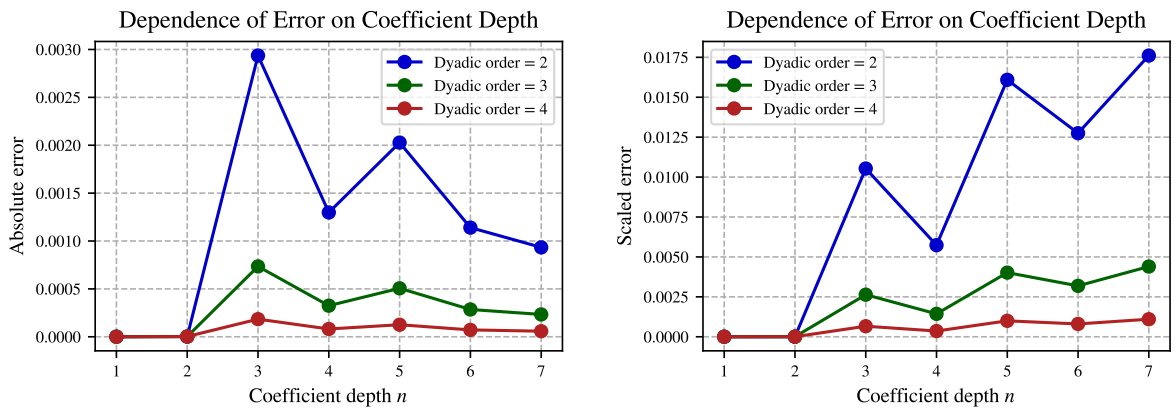 Dependence of Error on Coefficient Depth
Absolute error
0.0030
0.0025
0.0020
0.0015
0.0010
0.0005
0.0000
Dyadic order = 2
Dyadic order = 3
Dyadic order = 4
1 2 3 4 5 6 7
Coefficient depth n
Dependence of Error on Coefficient Depth
Scaled error
0.0175
0.0150
0.0125
0.0100
0.0075
0.0050
0.0025
0.0000
Dyadic order = 2
Dyadic order = 3
Dyadic order = 4
1 2 3 4 5 6 7
Coefficient depth n